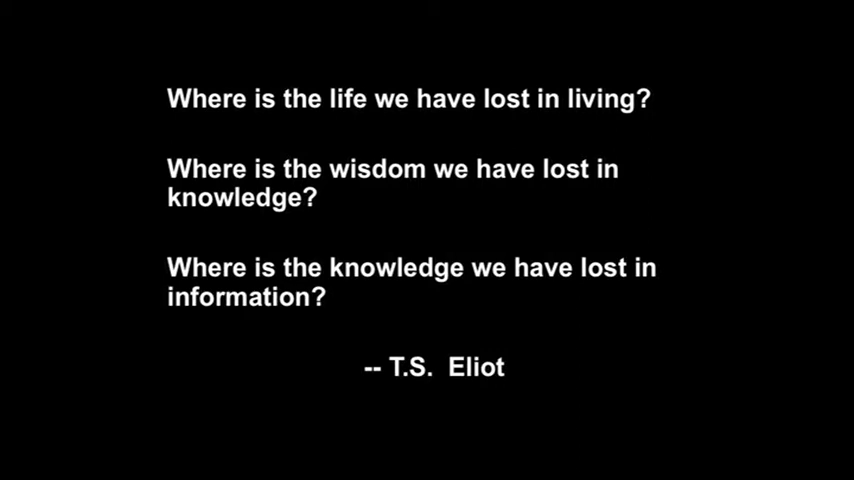 Where is the life we have lost in living?
Where is the wisdom we have lost in
knowledge?
Where is the knowledge we have lost in
information?
-- T.S.  Eliot